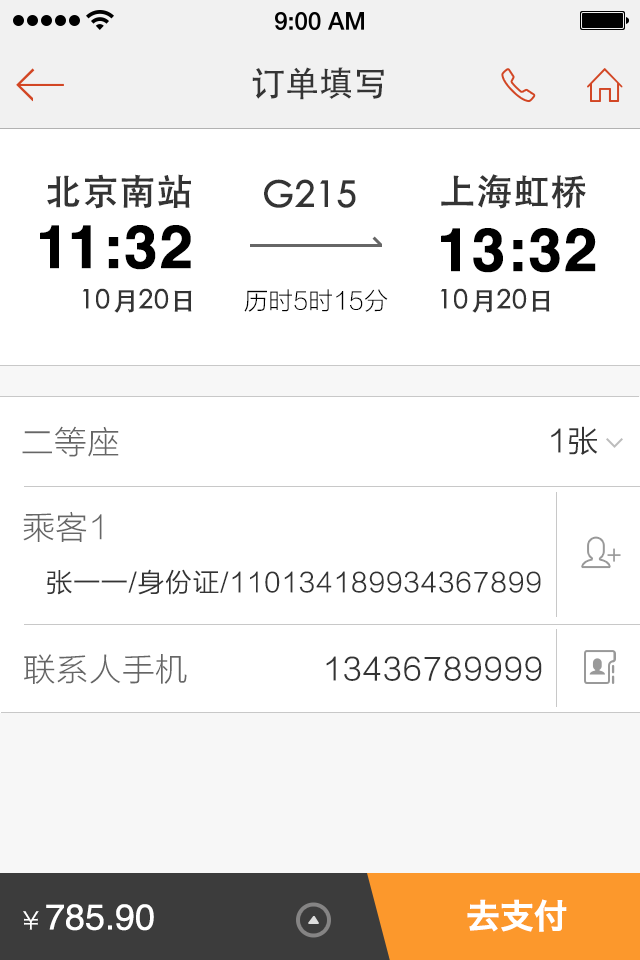 9:00 AM
订单填写
北京南站 G215 上海虹桥
11:32 13:32
10月20日 历时5时15分 10月20日
二等座 1张
乘客1
张一一/身份证/110134189934367899
联系人手机 13436789999
¥785.90 去支付